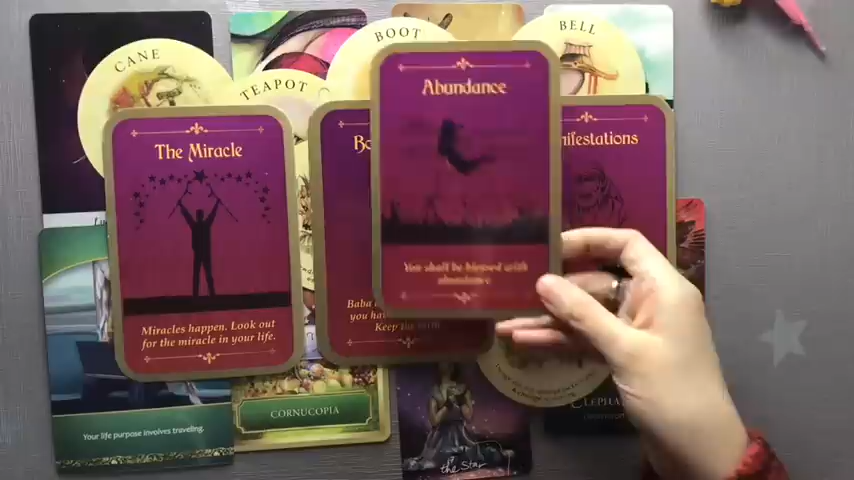 CANE
TEAPOT
BOOT
BELL
The Miracle
Miracles happen. Look out
for the miracle in your life.
Abundance
You shall be blessed with
abundance.
Baba
you ha
Keep
Your life purpose involves traveling.
CORNUCOPIA
the star